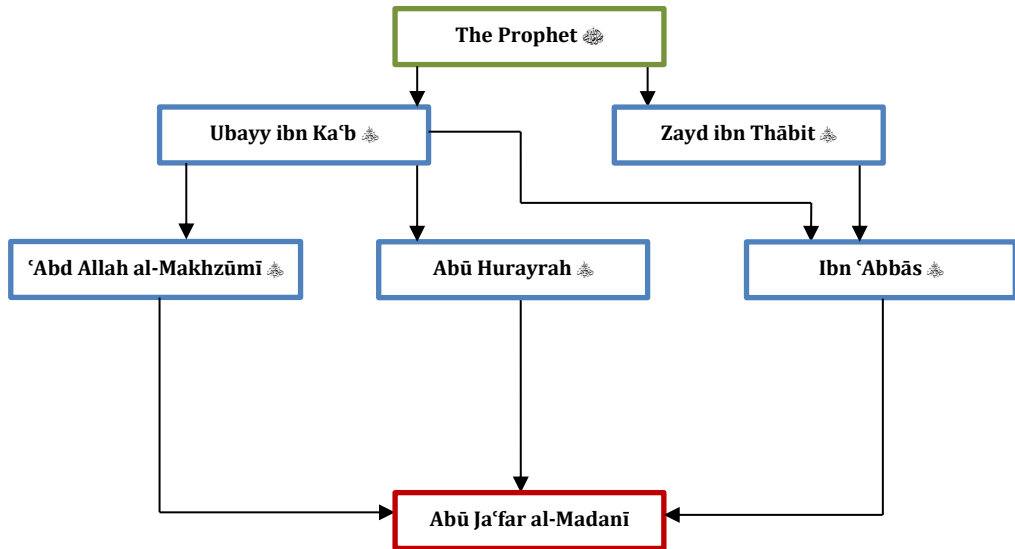 The Prophet ﷺ
Ubayy ibn Kaʿb
Zayd ibn Thābit
ʿAbd Allah al-Makhzūmī
Abū Hurayrah
Ibn ʿAbbās
Abū Jaʿfar al-Madanī